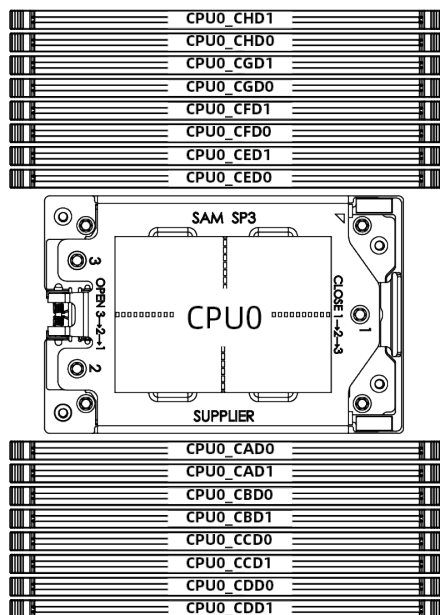 CPU0_CHD1
CPU0_CHD0
CPU0_CGD1
CPU0_CGD0
CPU0_CFD1
CPU0_CFD0
CPU0_CED1
CPU0_CED0
SAM SP3
3
OPEN 3→2→1
CPU0
CLOSE 1→2→3
1
2
SUPPLIER
CPU0_CAD0
CPU0_CAD1
CPU0_CBD0
CPU0_CBD1
CPU0_CCD0
CPU0_CCD1
CPU0_CDD0
CPU0_CDD1